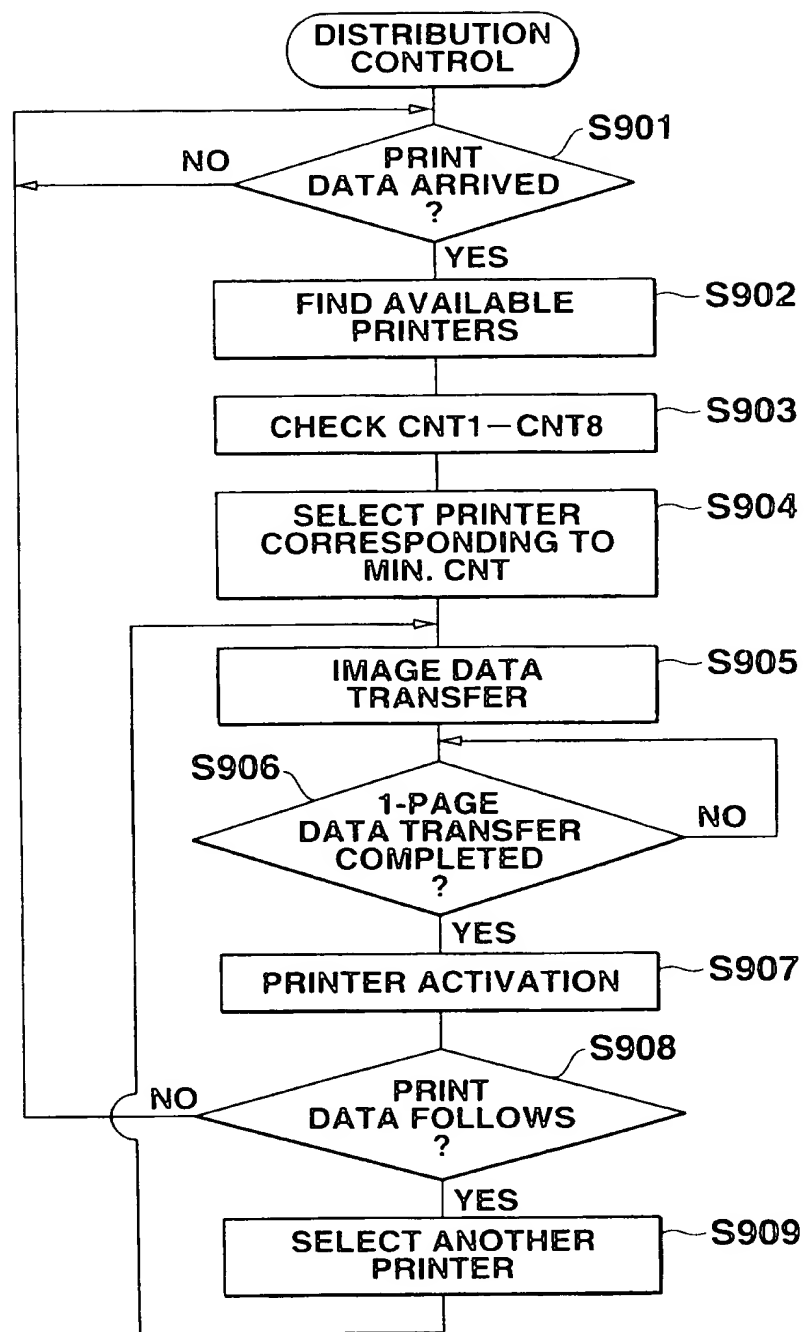 DISTRIBUTION
CONTROL
S901
NO
PRINT
DATA ARRIVED
?
YES
FIND AVAILABLE
PRINTERS
S902
CHECK CNT1—CNT8
S903
SELECT PRINTER
CORRESPONDING TO
MIN. CNT
S904
IMAGE DATA
TRANSFER
S905
S906
1-PAGE
DATA TRANSFER
COMPLETED
?
NO
YES
PRINTER ACTIVATION
S907
S908
NO
PRINT
DATA FOLLOWS
?
YES
SELECT ANOTHER
PRINTER
S909